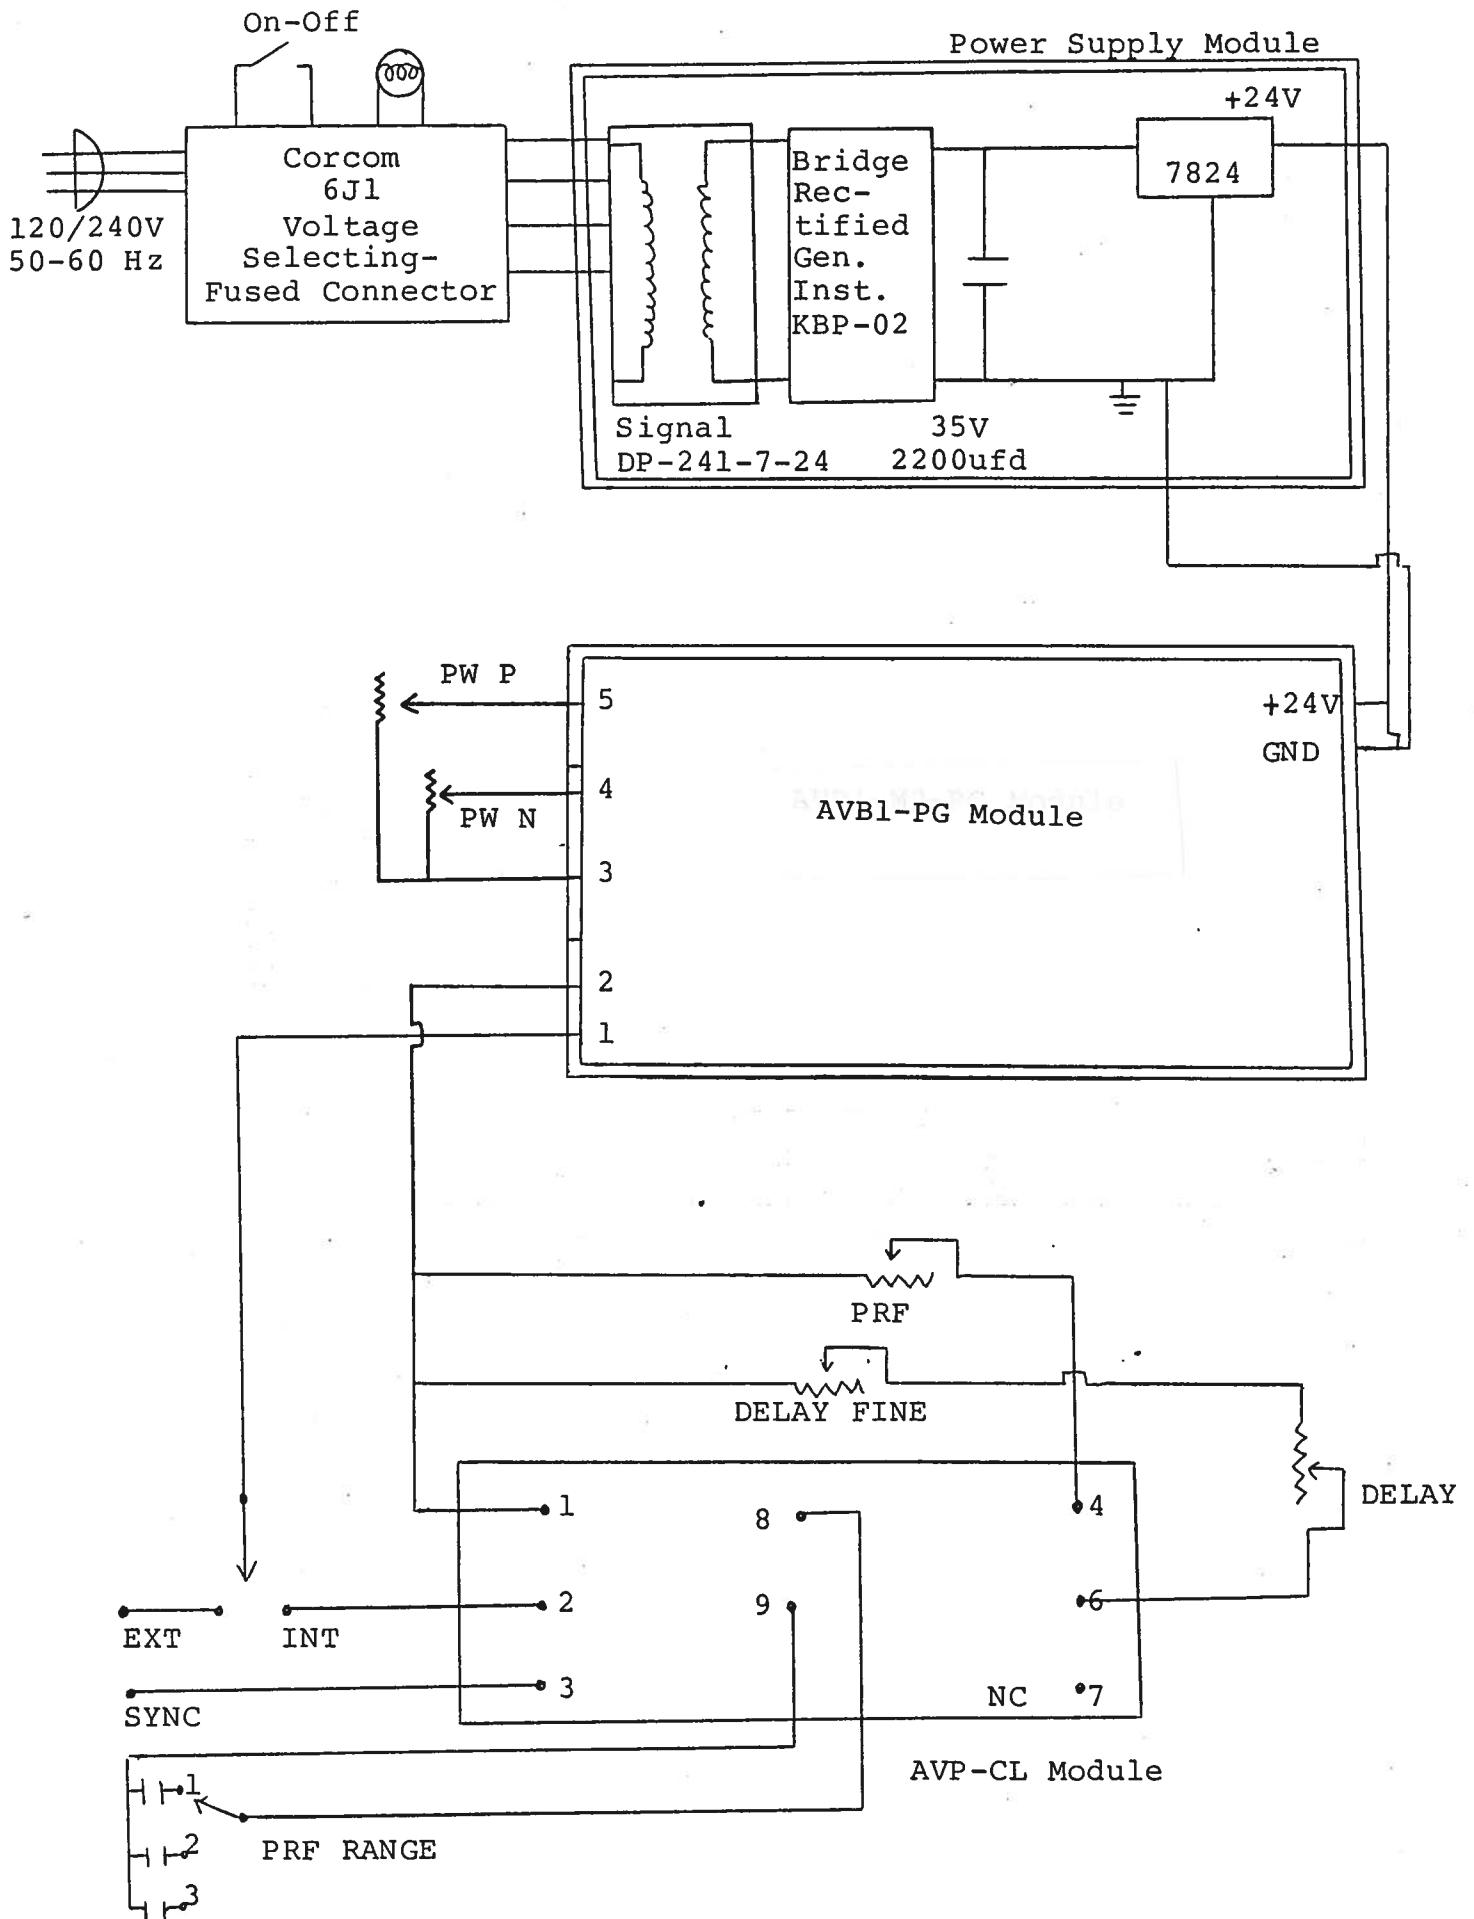 On-Off
Power Supply Module
+24V
Corcom
6J1
Voltage
Selecting-
Fused Connector
120/240V
50-60 Hz
Bridge
Rec-
tified
Gen.
Inst.
KBP-02
7824
Signal
DP-241-7-24
35V
2200ufd
PW P
5
+24V
GND
4
PW N
AVB1-PG Module
3
2
1
PRF
DELAY FINE
DELAY
1
8
4
2
9
6
EXT
INT
3
NC
7
SYNC
AVP-CL Module
1
2
PRF RANGE
3